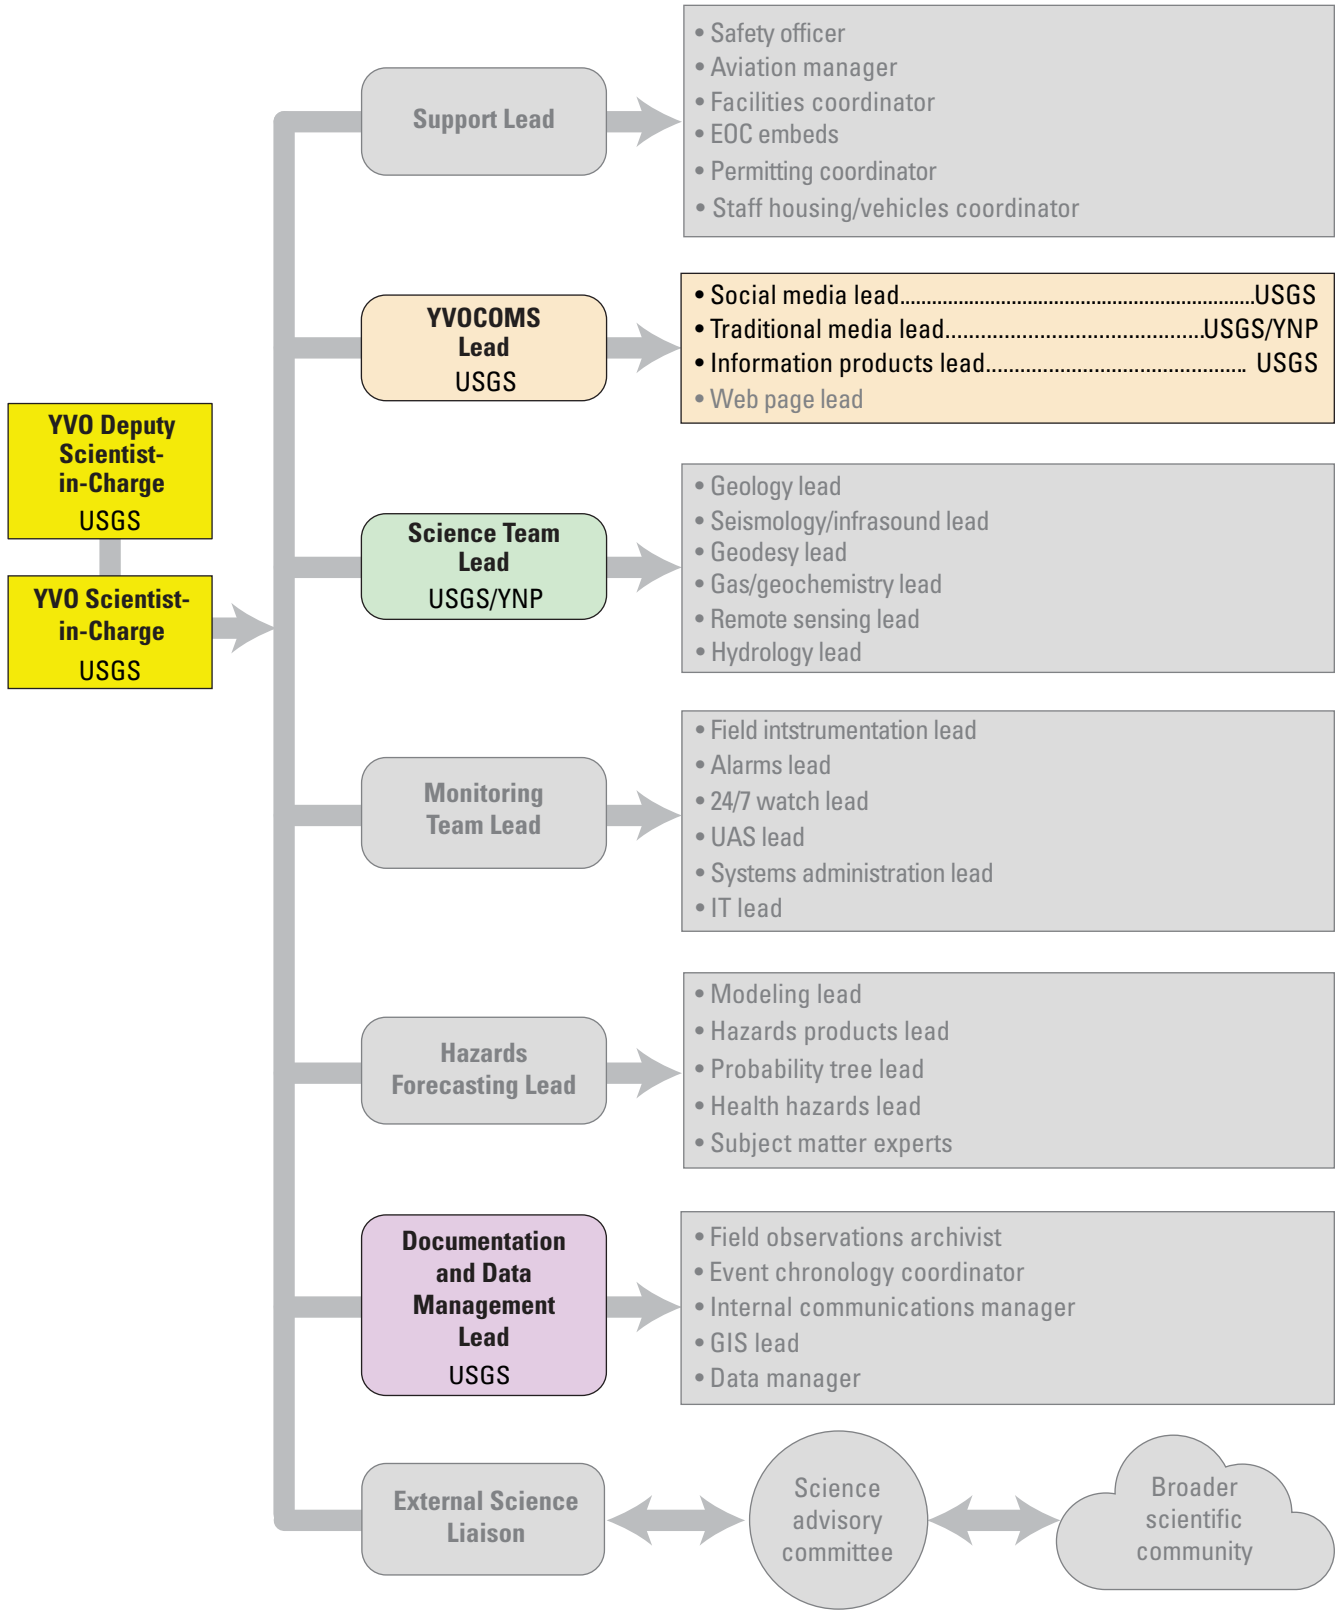 YVO Deputy
Scientist-
in-Charge
USGS
YVO Scientist-
in-Charge
USGS
Support Lead
• Safety officer
• Aviation manager
• Facilities coordinator
• EOC embeds
• Permitting coordinator
• Staff housing/vehicles coordinator
YVOCOMS
Lead
USGS
• Social media lead..........................................................................USGS
• Traditional media lead..........................................USGS/YNP
• Information products lead........................................... USGS
• Web page lead
Science Team
Lead
USGS/YNP
• Geology lead
• Seismology/infrasound lead
• Geodesy lead
• Gas/geochemistry lead
• Remote sensing lead
• Hydrology lead
Monitoring
Team Lead
• Field intstrumentation lead
• Alarms lead
• 24/7 watch lead
• UAS lead
• Systems administration lead
• IT lead
Hazards
Forecasting Lead
• Modeling lead
• Hazards products lead
• Probability tree lead
• Health hazards lead
• Subject matter experts
Documentation
and Data
Management
Lead
USGS
• Field observations archivist
• Event chronology coordinator
• Internal communications manager
• GIS lead
• Data manager
External Science
Liaison
Science
advisory
committee
Broader
scientific
community